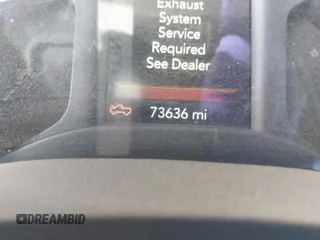 Exhaust
System
Service
Required
See Dealer
73636 mi
DREAMBID